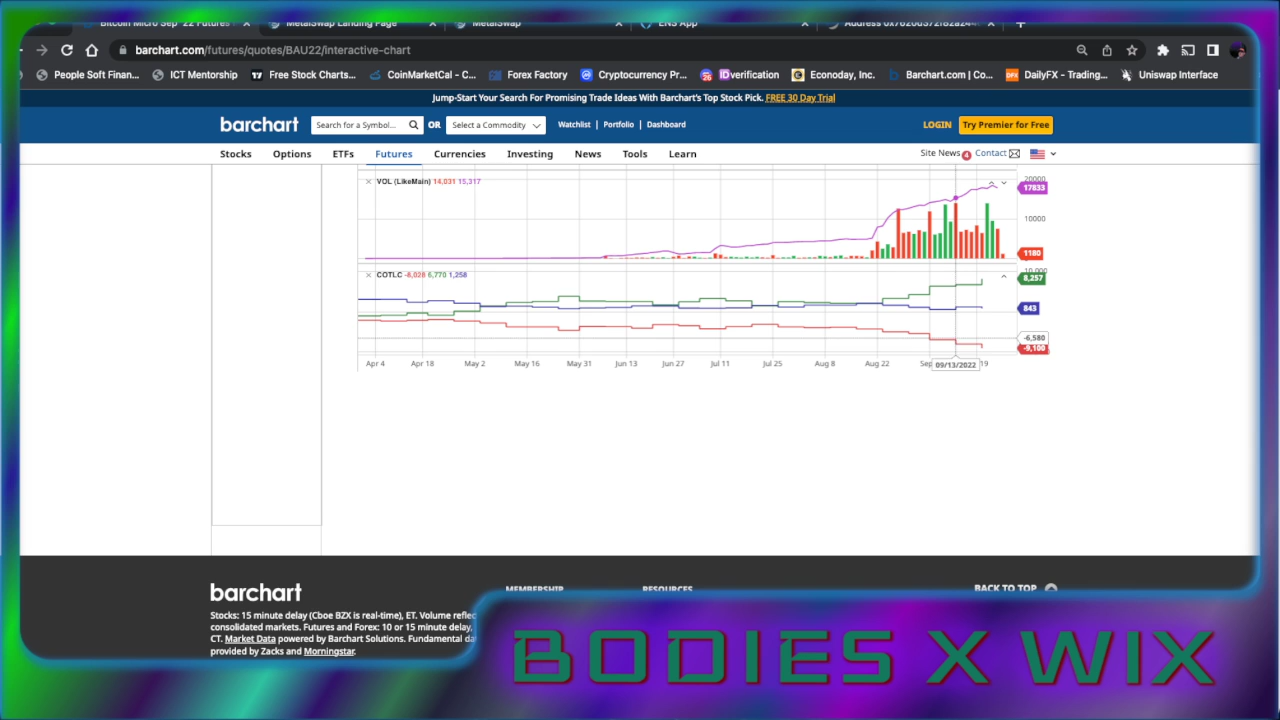 Bitcoin Micro Sep '22 Futures
MetalSwap Landing Page
MetalSwap
ENS App
barchart.com/futures/quotes/BAU22/interactive-chart
People Soft Finan...
ICT Mentorship
Free Stock Charts...
CoinMarketCal - C...
Forex Factory
Cryptocurrency Pr...
IDverification
Econoday, Inc.
Barchart.com | Co...
DailyFX - Trading...
Uniswap Interface
Jump-Start Your Search For Promising Trade Ideas With Barchart's Top Stock Pick. FREE 30 Day Trial
barchart
Search for a Symbol...
OR
Select a Commodity
Watchlist | Portfolio | Dashboard
LOGIN
Try Premier for Free
Stocks Options ETFs Futures Currencies Investing News Tools Learn
Site News 4 Contact
VOL (LikeMain) 14,031 15,317
20000
17833
10000
1180
COTLC -8,028 6,770 1,258
10,000
8,257
843
-6,580
-9,100
Apr 4 Apr 18 May 2 May 16 May 31 Jun 13 Jun 27 Jul 11 Jul 25 Aug 8 Aug 22 Sep 09/13/2022 19
barchart
MEMBERSHIP
RESOURCES
BACK TO TOP
Stocks: 15 minute delay (Cboe BZX is real-time), ET. Volume reflec
consolidated markets. Futures and Forex: 10 or 15 minute delay,
CT. Market Data powered by Barchart Solutions. Fundamental da
provided by Zacks and Morningstar.
BODIES X WIX